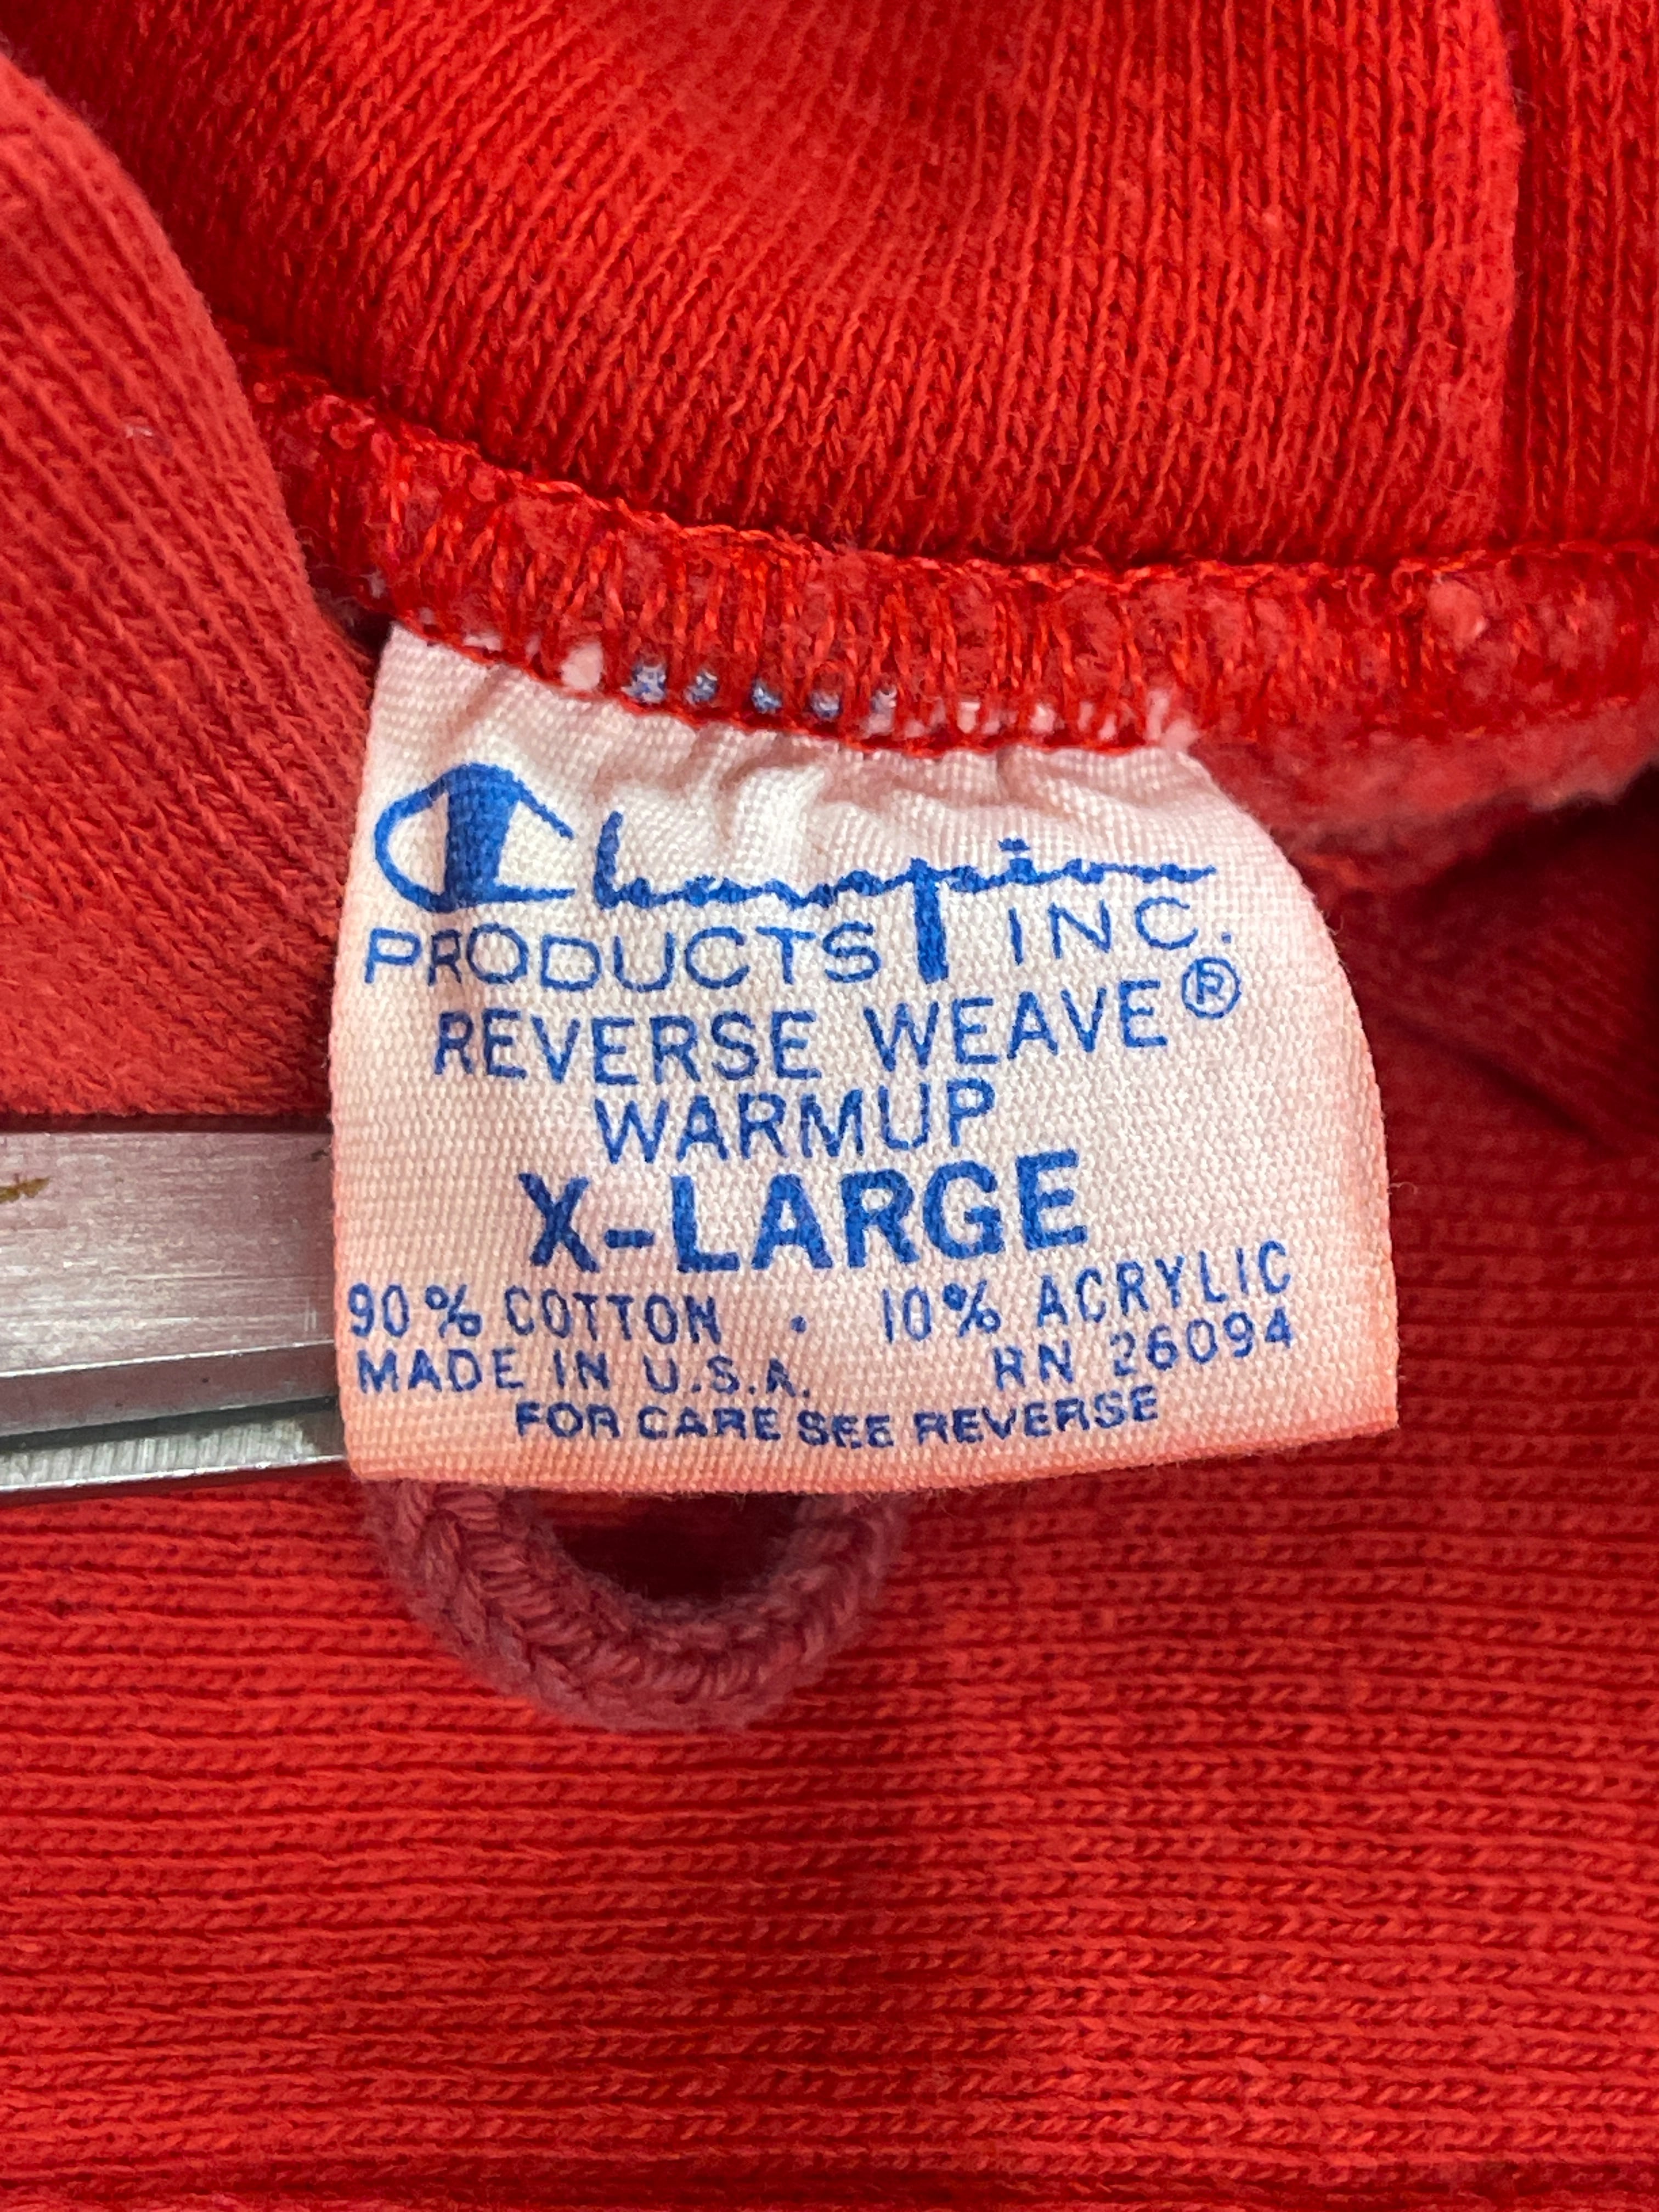 Champion
PRODUCTS INC.
REVERSE WEAVE®
WARMUP
X-LARGE
90% COTTON · 10% ACRYLIC
MADE IN U.S.A. RN 26094
FOR CARE SEE REVERSE